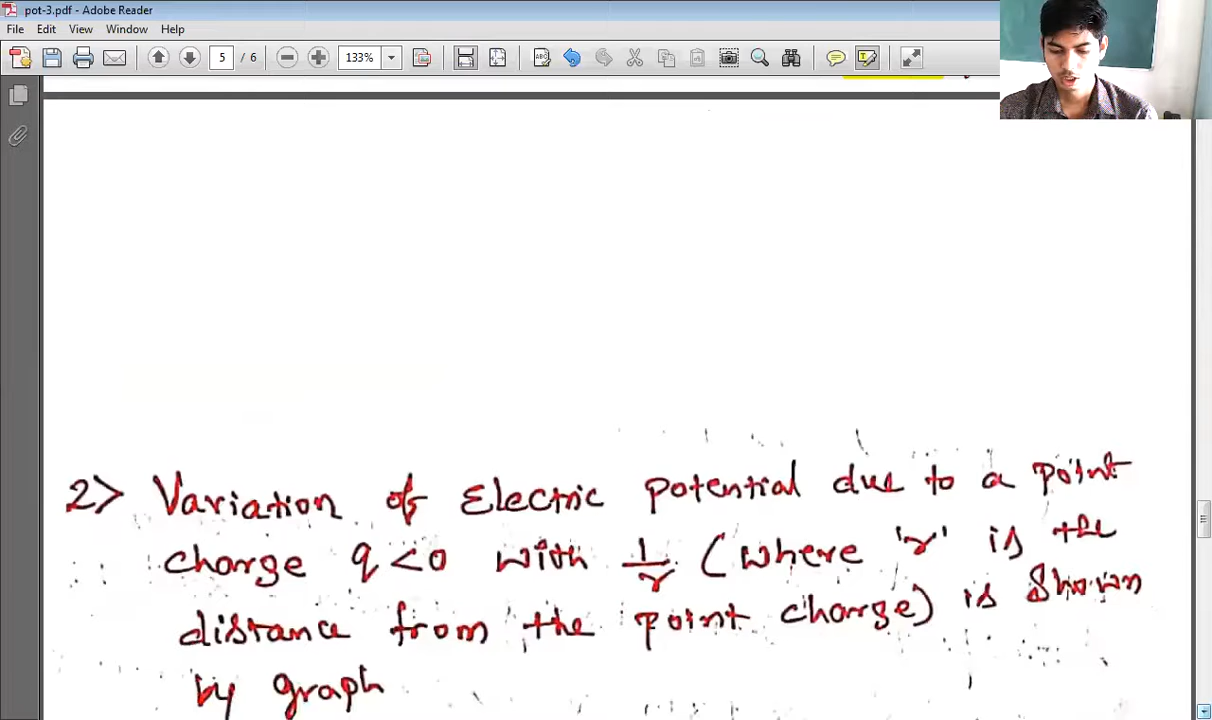 pot-3.pdf - Adobe Reader
File Edit View Window Help
5 / 6 133%
2> Variation of Electric potential due to a point
charge q < 0 with 1/r (where 'r' is the
distance from the point charge) is shown
by graph